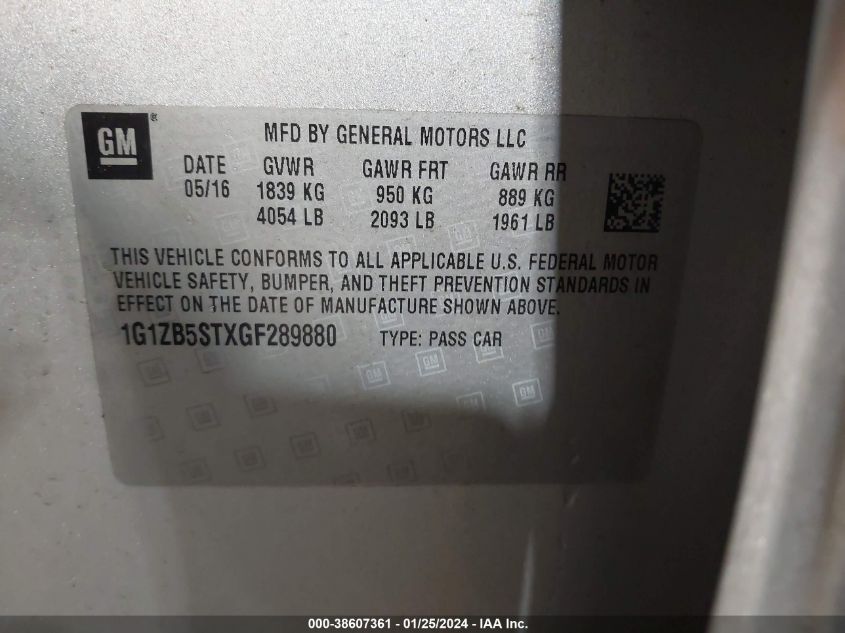 GM ®
MFD BY GENERAL MOTORS LLC
DATE GVWR GAWR FRT GAWR RR
05/16 1839 KG 950 KG 889 KG
4054 LB 2093 LB 1961 LB
THIS VEHICLE CONFORMS TO ALL APPLICABLE U.S. FEDERAL MOTOR
VEHICLE SAFETY, BUMPER, AND THEFT PREVENTION STANDARDS IN
EFFECT ON THE DATE OF MANUFACTURE SHOWN ABOVE.
1G1ZB5STXGF289880 TYPE: PASS CAR
000-38607361 - 01/25/2024 - IAA Inc.